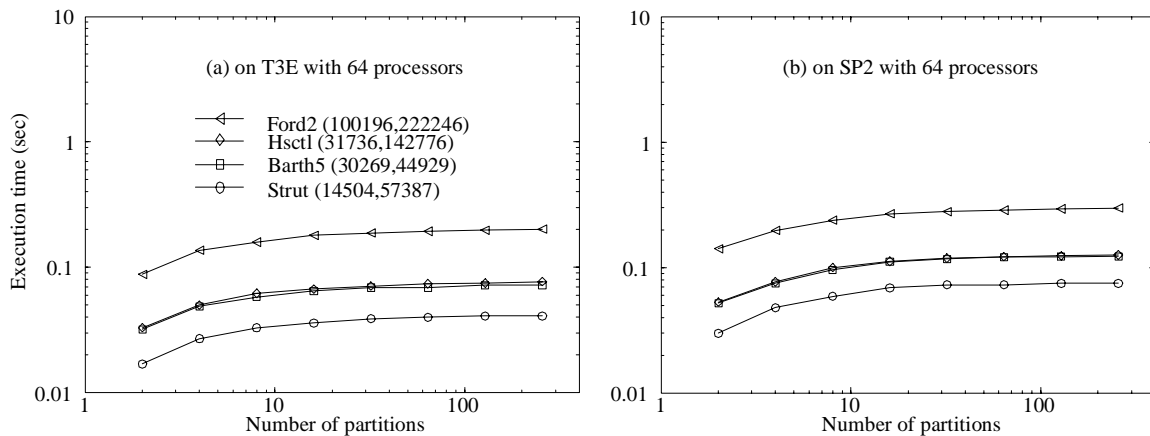 10
1
0.1
0.01
Execution time (sec)
(a) on T3E with 64 processors
Ford2 (100196,222246)
Hsctl (31736,142776)
Barth5 (30269,44929)
Strut (14504,57387)
1
10
100
Number of partitions
10
1
0.1
0.01
(b) on SP2 with 64 processors
1
10
100
Number of partitions